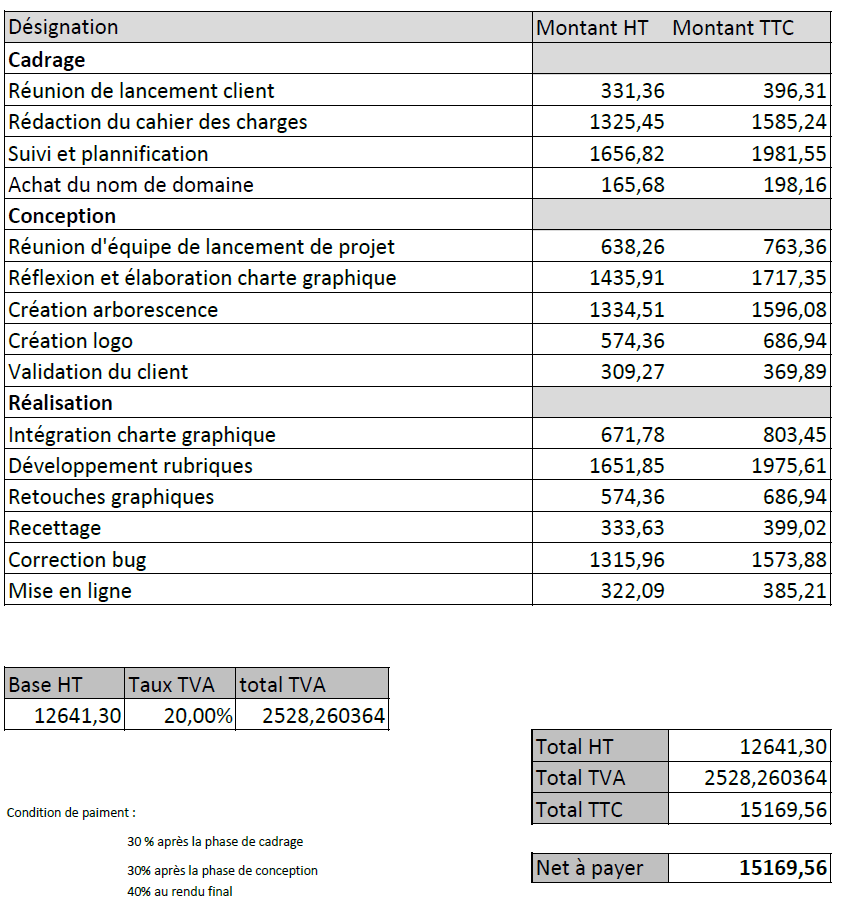 Désignation Montant HT Montant TTC
Cadrage
Réunion de lancement client 331,36 396,31
Rédaction du cahier des charges 1325,45 1585,24
Suivi et plannification 1656,82 1981,55
Achat du nom de domaine 165,68 198,16
Conception
Réunion d'équipe de lancement de projet 638,26 763,36
Réflexion et élaboration charte graphique 1435,91 1717,35
Création arborescence 1334,51 1596,08
Création logo 574,36 686,94
Validation du client 309,27 369,89
Réalisation
Intégration charte graphique 671,78 803,45
Développement rubriques 1651,85 1975,61
Retouches graphiques 574,36 686,94
Recettage 333,63 399,02
Correction bug 1315,96 1573,88
Mise en ligne 322,09 385,21
Base HT Taux TVA total TVA
12641,30 20,00% 2528,260364
Total HT 12641,30
Total TVA 2528,260364
Total TTC 15169,56
Condition de paiment :
30 % après la phase de cadrage
30% après la phase de conception
40% au rendu final
Net à payer 15169,56